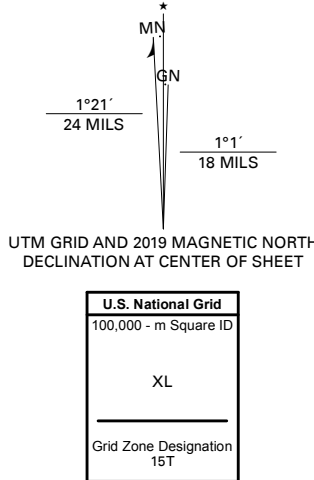 MN
GN
1°21´
24 MILS
1°1´
18 MILS
UTM GRID AND 2019 MAGNETIC NORTH
DECLINATION AT CENTER OF SHEET
U.S. National Grid
100,000 - m Square ID
XL
Grid Zone Designation
15T